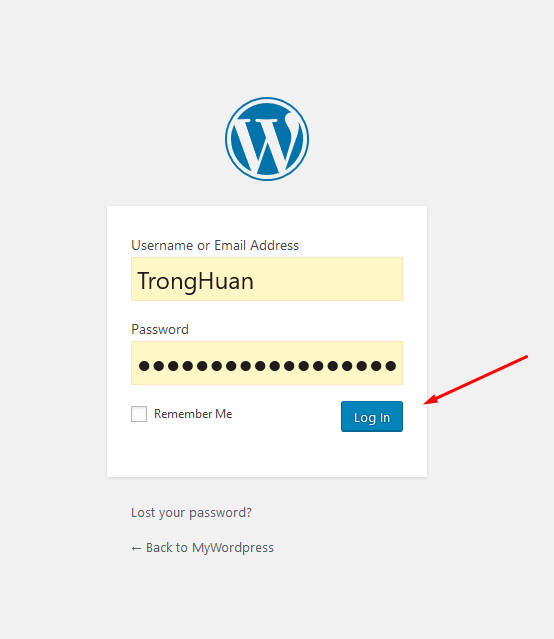 Username or Email Address
TrongHuan
Password
••••••••••••••••••
Remember Me
Log In
Lost your password?
← Back to MyWordpress